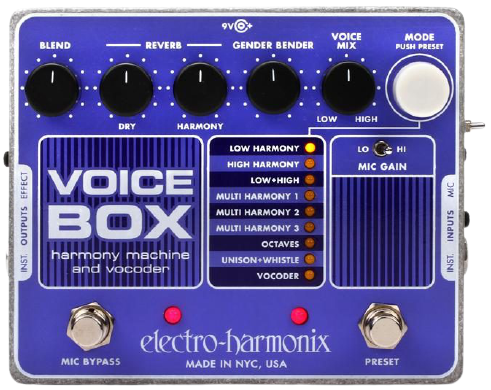 9V
BLEND
REVERB
GENDER BENDER
VOICE
MIX
MODE
PUSH PRESET
DRY
HARMONY
LOW
HIGH
LOW HARMONY
HIGH HARMONY
LOW+HIGH
MULTI HARMONY 1
MULTI HARMONY 2
MULTI HARMONY 3
OCTAVES
UNISON+WHISTLE
VOCODER
LO
HI
MIC GAIN
VOICE
BOX
harmony machine
and vocoder
INST. OUTPUTS EFFECT
INST. INPUTS MIC
MIC BYPASS
electro-harmonix
MADE IN NYC, USA
PRESET